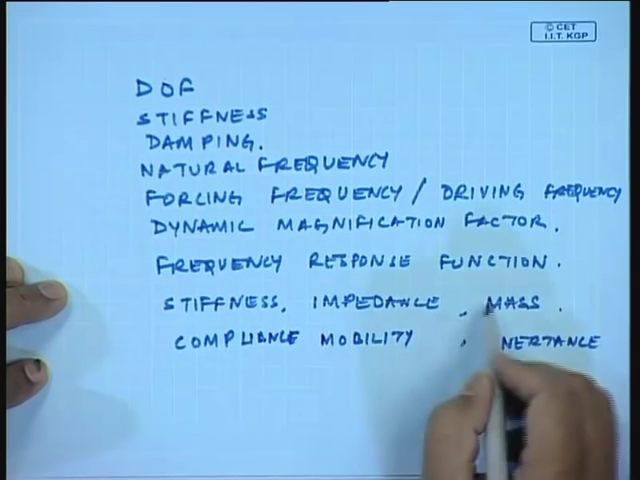 © CET
I.I.T. KGP
DOF
STIFFNESS
DAMPING.
NATURAL FREQUENCY
FORCING FREQUENCY / DRIVING FREQUENCY
DYNAMIC MAGNIFICATION FACTOR.
FREQUENCY RESPONSE FUNCTION.
STIFFNESS. IMPEDANCE . MASS .
COMPLIANCE MOBILITY , NERTANCE